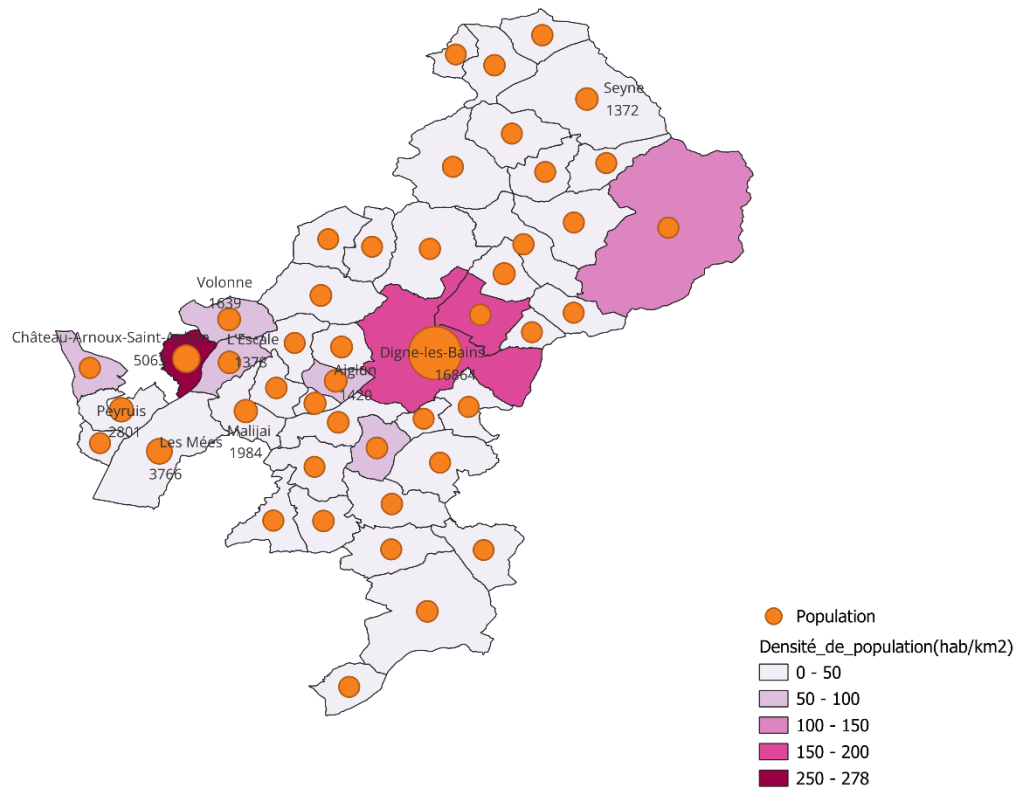 Seyne
1372
Volonne
1639
Château-Arnoux-Saint-Auban
5063
L'Escale
1378
Digne-les-Bains
16864
Aiglun
1420
Peyruis
2801
Malijai
1984
Les Mées
3766
Population
Densité_de_population(hab/km2)
0 - 50
50 - 100
100 - 150
150 - 200
250 - 278